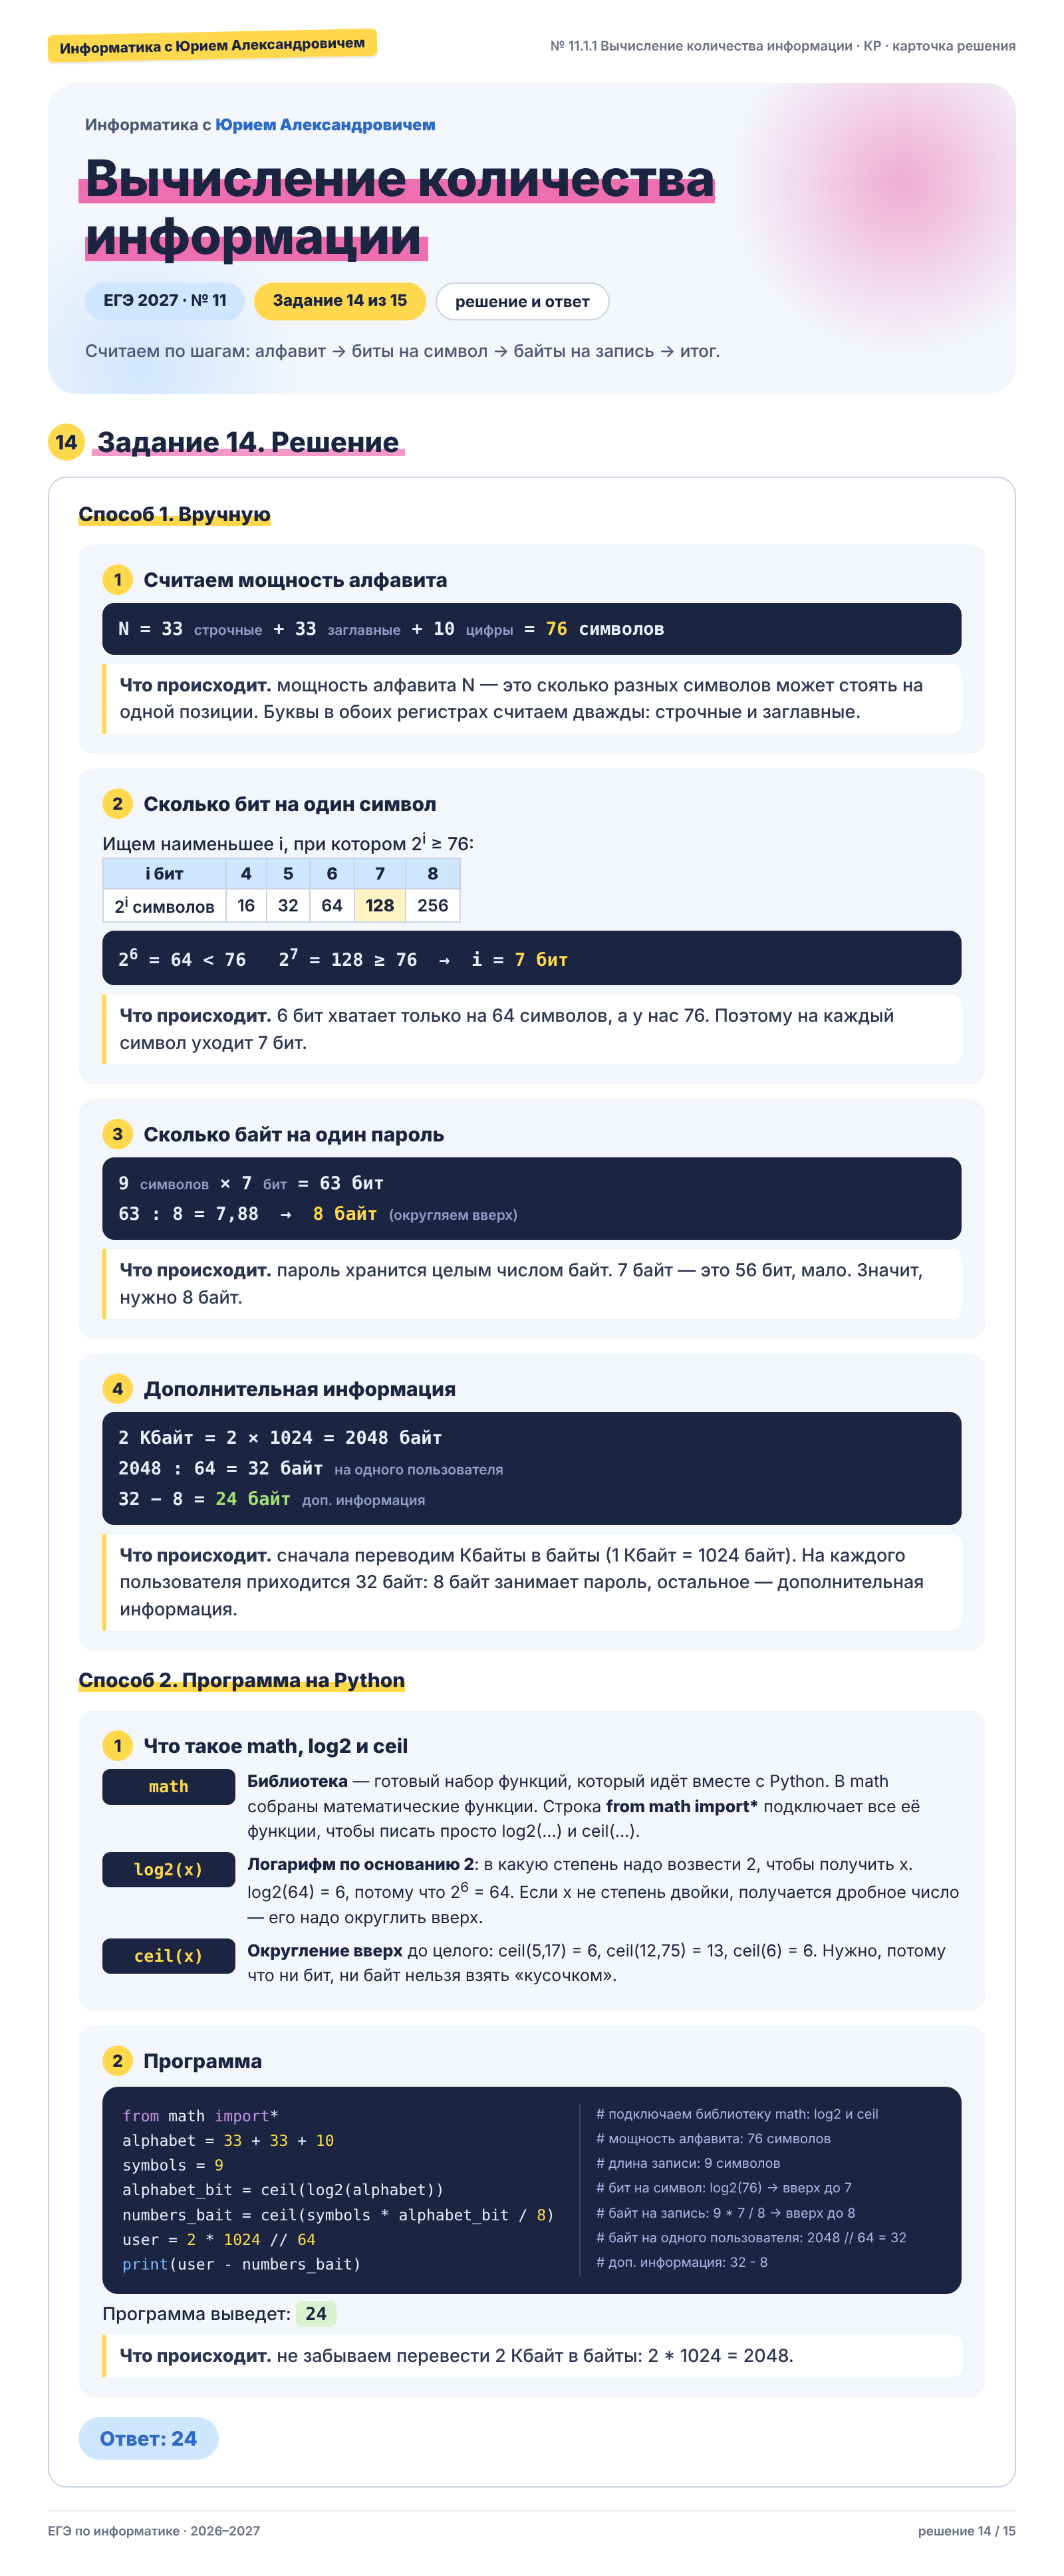 Информатика с Юрием Александровичем
№ 11.1.1 Вычисление количества информации · КР · карточка решения
Информатика с Юрием Александровичем
Вычисление количества
информации
ЕГЭ 2027 · № 11
Задание 14 из 15
решение и ответ
Считаем по шагам: алфавит → биты на символ → байты на запись → итог.
14 Задание 14. Решение
Способ 1. Вручную
1 Считаем мощность алфавита
N = 33 строчные + 33 заглавные + 10 цифры = 76 символов
Что происходит. мощность алфавита N — это сколько разных символов может стоять на
одной позиции. Буквы в обоих регистрах считаем дважды: строчные и заглавные.
2 Сколько бит на один символ
Ищем наименьшее i, при котором 2^i ≥ 76:
i бит 4 5 6 7 8
2^i символов 16 32 64 128 256
2^6 = 64 < 76 2^7 = 128 ≥ 76 → i = 7 бит
Что происходит. 6 бит хватает только на 64 символов, а у нас 76. Поэтому на каждый
символ уходит 7 бит.
3 Сколько байт на один пароль
9 символов × 7 бит = 63 бит
63 : 8 = 7,88 → 8 байт (округляем вверх)
Что происходит. пароль хранится целым числом байт. 7 байт — это 56 бит, мало. Значит,
нужно 8 байт.
4 Дополнительная информация
2 Кбайт = 2 × 1024 = 2048 байт
2048 : 64 = 32 байт на одного пользователя
32 − 8 = 24 байт доп. информация
Что происходит. сначала переводим Кбайты в байты (1 Кбайт = 1024 байт). На каждого
пользователя приходится 32 байт: 8 байт занимает пароль, остальное — дополнительная
информация.
Способ 2. Программа на Python
1 Что такое math, log2 и ceil
math
Библиотека — готовый набор функций, который идёт вместе с Python. В math
собраны математические функции. Строка from math import* подключает все её
функции, чтобы писать просто log2(...) и ceil(...).
log2(x)
Логарифм по основанию 2: в какую степень надо возвести 2, чтобы получить x.
log2(64) = 6, потому что 2^6 = 64. Если x не степень двойки, получается дробное число
— его надо округлить вверх.
ceil(x)
Округление вверх до целого: ceil(5,17) = 6, ceil(12,75) = 13, ceil(6) = 6. Нужно, потому
что ни бит, ни байт нельзя взять «кусочком».
2 Программа
from math import* # подключаем библиотеку math: log2 и ceil
alphabet = 33 + 33 + 10 # мощность алфавита: 76 символов
symbols = 9 # длина записи: 9 символов
alphabet_bit = ceil(log2(alphabet)) # бит на символ: log2(76) → вверх до 7
numbers_bait = ceil(symbols * alphabet_bit / 8) # байт на запись: 9 * 7 / 8 → вверх до 8
user = 2 * 1024 // 64 # байт на одного пользователя: 2048 // 64 = 32
print(user - numbers_bait) # доп. информация: 32 - 8
Программа выведет: 24
Что происходит. не забываем перевести 2 Кбайт в байты: 2 * 1024 = 2048.
Ответ: 24
ЕГЭ по информатике · 2026–2027
решение 14 / 15